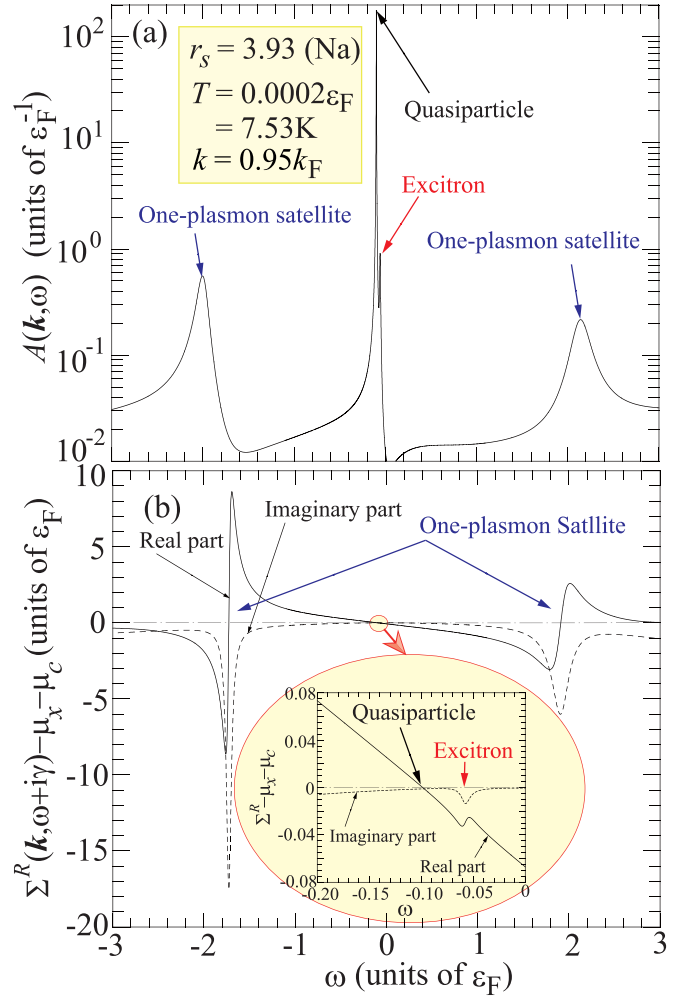 (a)
r_s = 3.93 (Na)
T = 0.0002ε_F
= 7.53K
k = 0.95k_F
Quasiparticle
Excitron
One-plasmon satellite
One-plasmon satellite
A(k,ω) (units of ε_F^-1)
10^2
10^1
10^0
10^-1
10^-2
(b)
Imaginary part
Real part
One-plasmon Satllite
Σ^R(k,ω+iγ)−μ_x−μ_c (units of ε_F)
10
5
0
-5
-10
-15
-20
0.08
0.04
0
-0.04
-0.08
Σ^R−μ_x−μ_c
Quasiparticle
Excitron
Imaginary part
Real part
-0.20 -0.15 -0.10 -0.05 0
ω
-3 -2 -1 0 1 2 3
ω (units of ε_F)